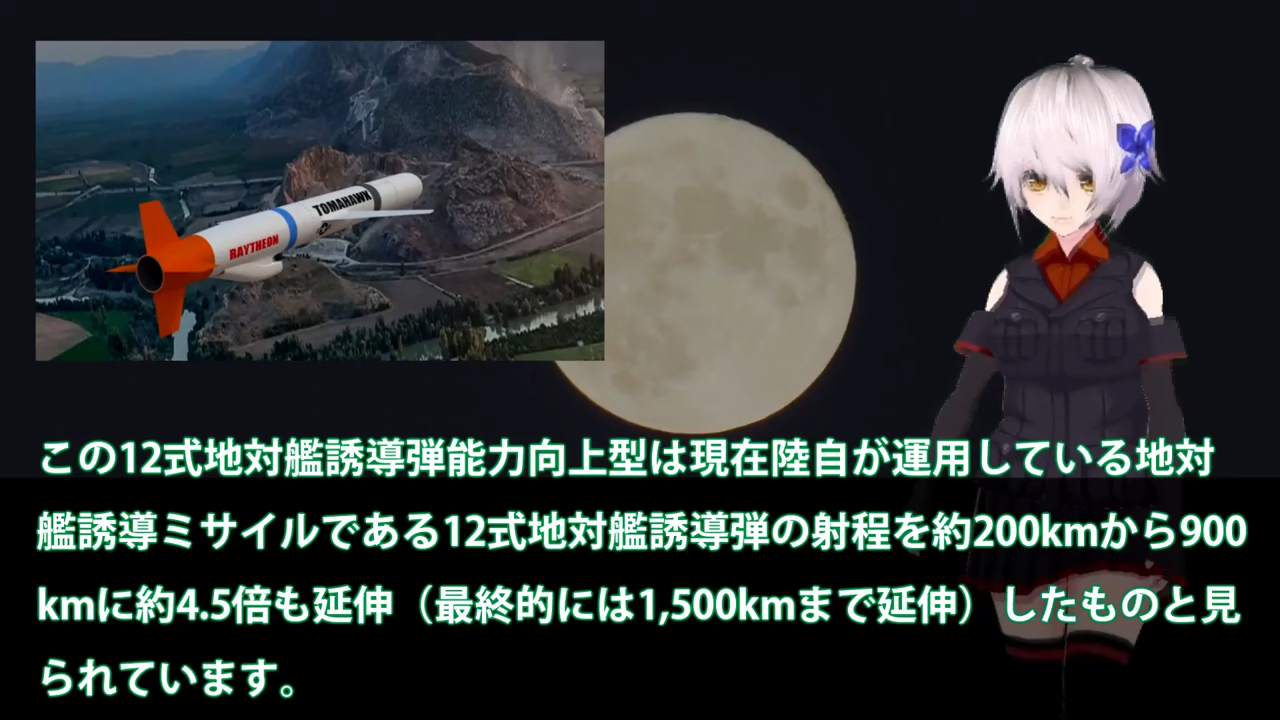 TOMAHAWK
RAYTHEON
この12式地対艦誘導弾能力向上型は現在陸自が運用している地対
艦誘導ミサイルである12式地対艦誘導弾の射程を約200kmから900
kmに約4.5倍も延伸（最終的には1,500kmまで延伸）したものと見
られています。